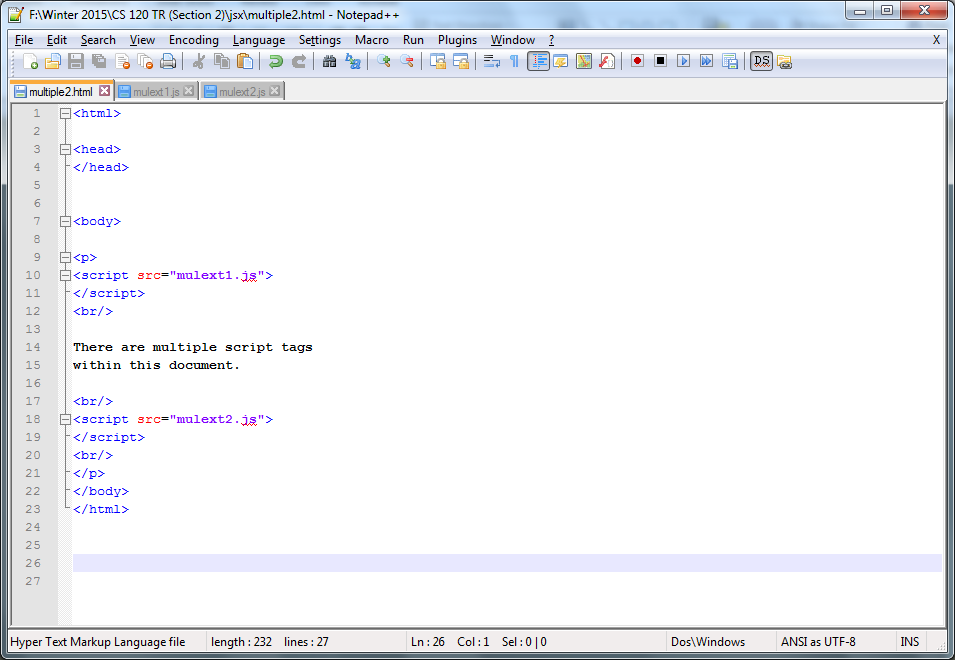 F:\Winter 2015\CS 120 TR (Section 2)\jsx\multiple2.html - Notepad++
File Edit Search View Encoding Language Settings Macro Run Plugins Window ? X
multiple2.html mulext1.js mulext2.js
1 <html>
2
3 <head>
4 </head>
5
6
7 <body>
8
9 <p>
10 <script src="mulext1.js">
11 </script>
12 <br/>
13
14 There are multiple script tags
15 within this document.
16
17 <br/>
18 <script src="mulext2.js">
19 </script>
20 <br/>
21 </p>
22 </body>
23 </html>
24
25
26
27
Hyper Text Markup Language file length : 232 lines : 27 Ln : 26 Col : 1 Sel : 0 | 0 Dos\Windows ANSI as UTF-8 INS